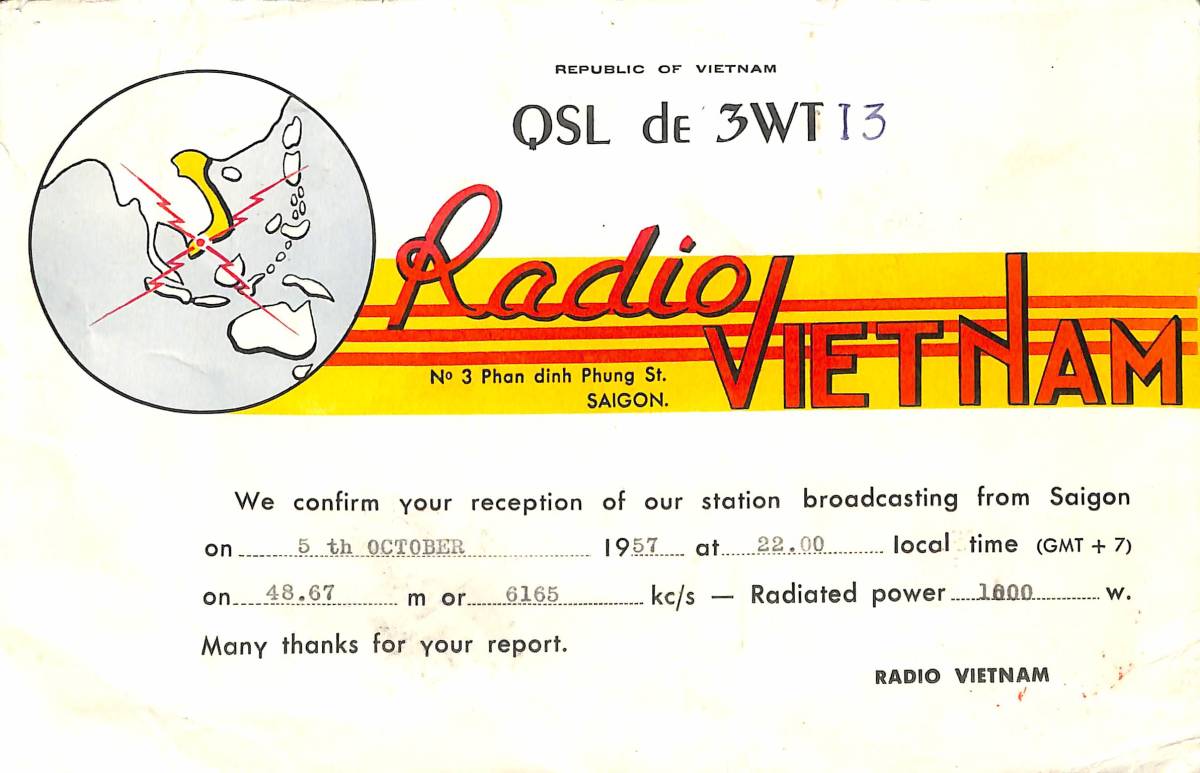 REPUBLIC OF VIETNAM
QSL de 3WT I3
Radio VIETNAM
Nº 3 Phan dinh Phung St.
SAIGON.
We confirm your reception of our station broadcasting from Saigon
on 5 th OCTOBER 1957 at 22.00 local time (GMT + 7)
on 48.67 m or 6165 kc/s — Radiated power w.
Many thanks for your report.
RADIO VIETNAM